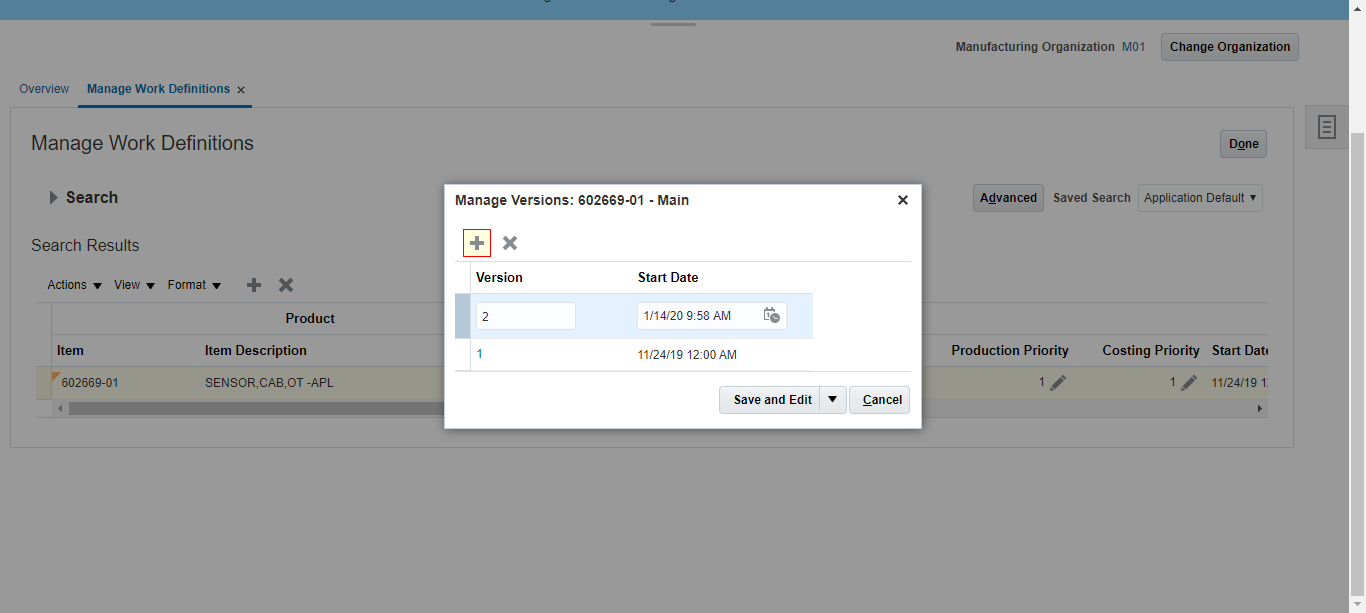 Manufacturing Organization M01 Change Organization
Overview Manage Work Definitions ×
Manage Work Definitions
Done
Search
Advanced Saved Search Application Default
Search Results
Actions View Format
Product
Item Item Description Production Priority Costing Priority Start Date
602669-01 SENSOR,CAB,OT -APL 1 1 11/24/19
Manage Versions: 602669-01 - Main
Version Start Date
2 1/14/20 9:58 AM
1 11/24/19 12:00 AM
Save and Edit Cancel